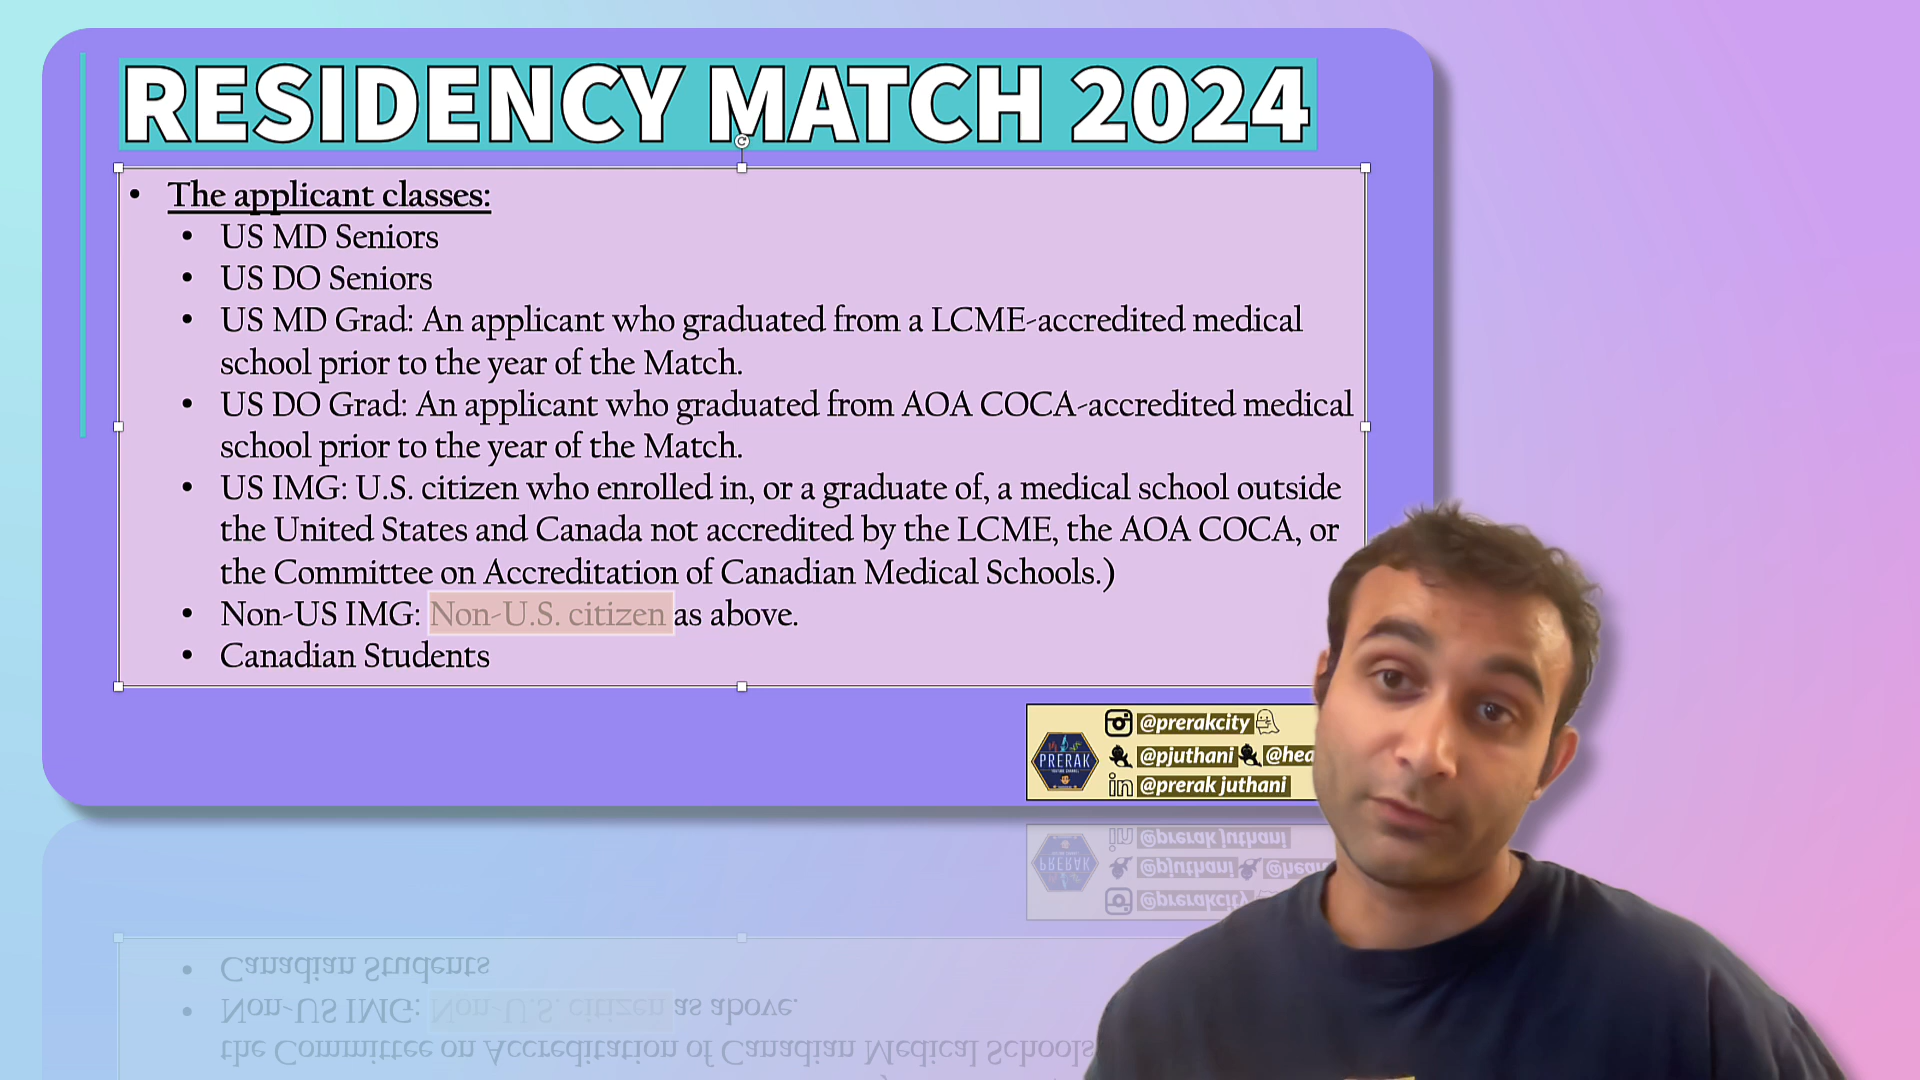 RESIDENCY MATCH 2024
• The applicant classes:
• US MD Seniors
• US DO Seniors
• US MD Grad: An applicant who graduated from a LCME-accredited medical
school prior to the year of the Match.
• US DO Grad: An applicant who graduated from AOA COCA-accredited medical
school prior to the year of the Match.
• US IMG: U.S. citizen who enrolled in, or a graduate of, a medical school outside
the United States and Canada not accredited by the LCME, the AOA COCA, or
the Committee on Accreditation of Canadian Medical Schools.)
• Non-US IMG: Non-U.S. citizen as above.
• Canadian Students
@prerakcity
@pjuthani @hea
in @prerak juthani
PRERAK